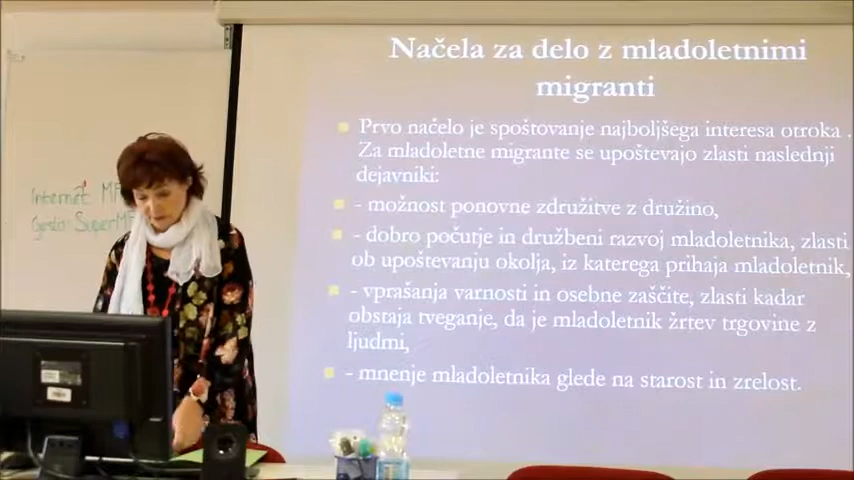 Načela za delo z mladoletnimi
migranti
Prvo načelo je spoštovanje najboljšega interesa otroka.
Za mladoletne migrante se upoštevajo zlasti naslednji
dejavniki:
- možnost ponovne združitve z družino,
- dobro počutje in družbeni razvoj mladoletnika, zlasti
ob upoštevanju okolja, iz katerega prihaja mladoletnik,
- vprašanja varnosti in osebne zaščite, zlasti kadar
obstaja tveganje, da je mladoletnik žrtev trgovine z
ljudmi,
- mnenje mladoletnika glede na starost in zrelost.
Internet
gesto: